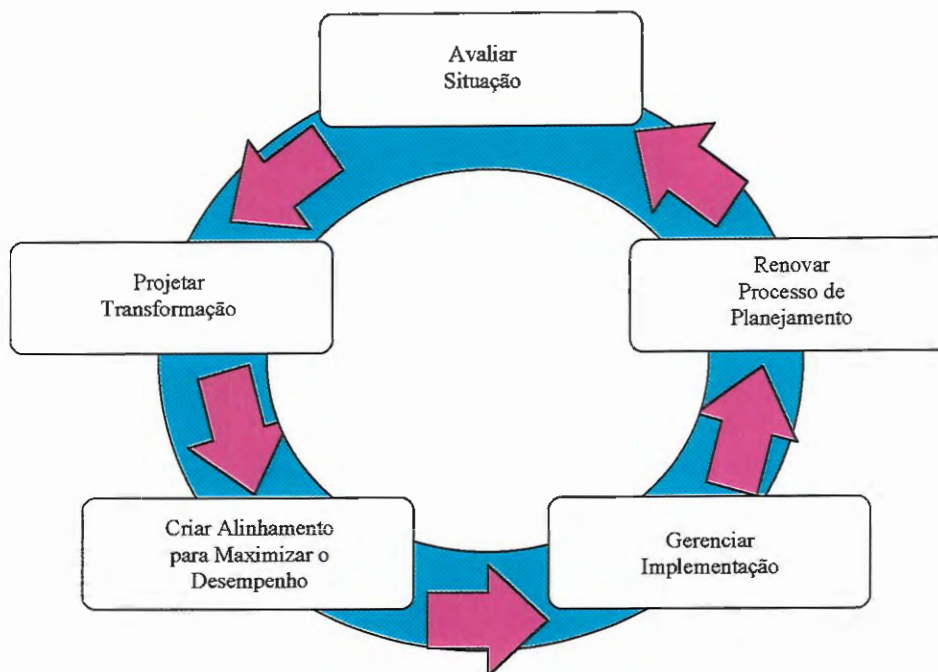 Avaliar
Situação
Projetar
Transformação
Renovar
Processo de
Planejamento
Criar Alinhamento
para Maximizar o
Desempenho
Gerenciar
Implementação